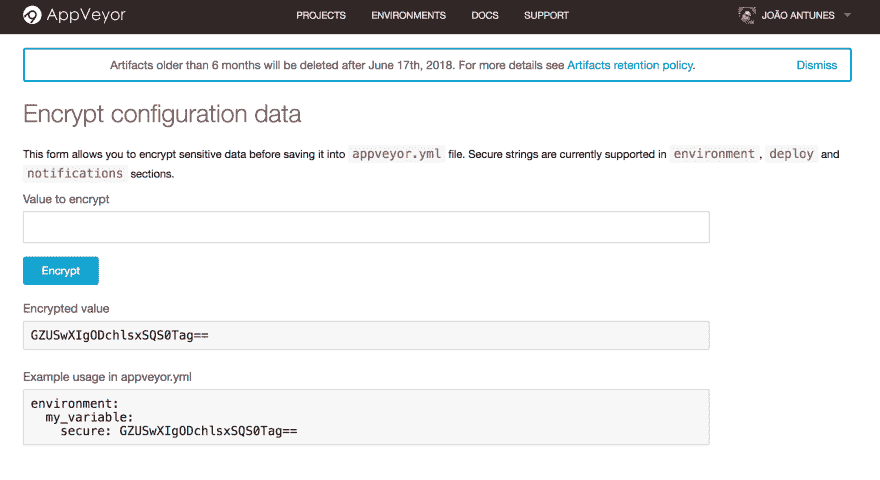 AppVeyor PROJECTS ENVIRONMENTS DOCS SUPPORT JOÃO ANTUNES
Artifacts older than 6 months will be deleted after June 17th, 2018. For more details see Artifacts retention policy. Dismiss
Encrypt configuration data
This form allows you to encrypt sensitive data before saving it into appveyor.yml file. Secure strings are currently supported in environment, deploy and
notifications sections.
Value to encrypt
Encrypt
Encrypted value
GZUSwXIgODchlsxSQS0Tag==
Example usage in appveyor.yml
environment:
  my_variable:
    secure: GZUSwXIgODchlsxSQS0Tag==